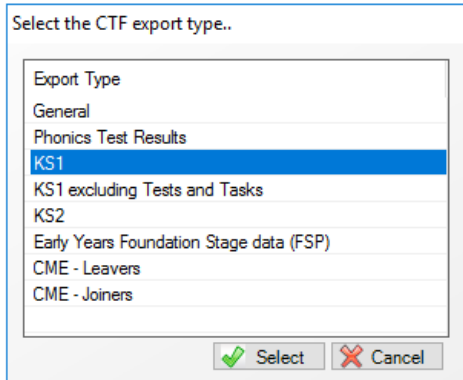 Select the CTF export type..
Export Type
General
Phonics Test Results
KS1
KS1 excluding Tests and Tasks
KS2
Early Years Foundation Stage data (FSP)
CME - Leavers
CME - Joiners
Select Cancel